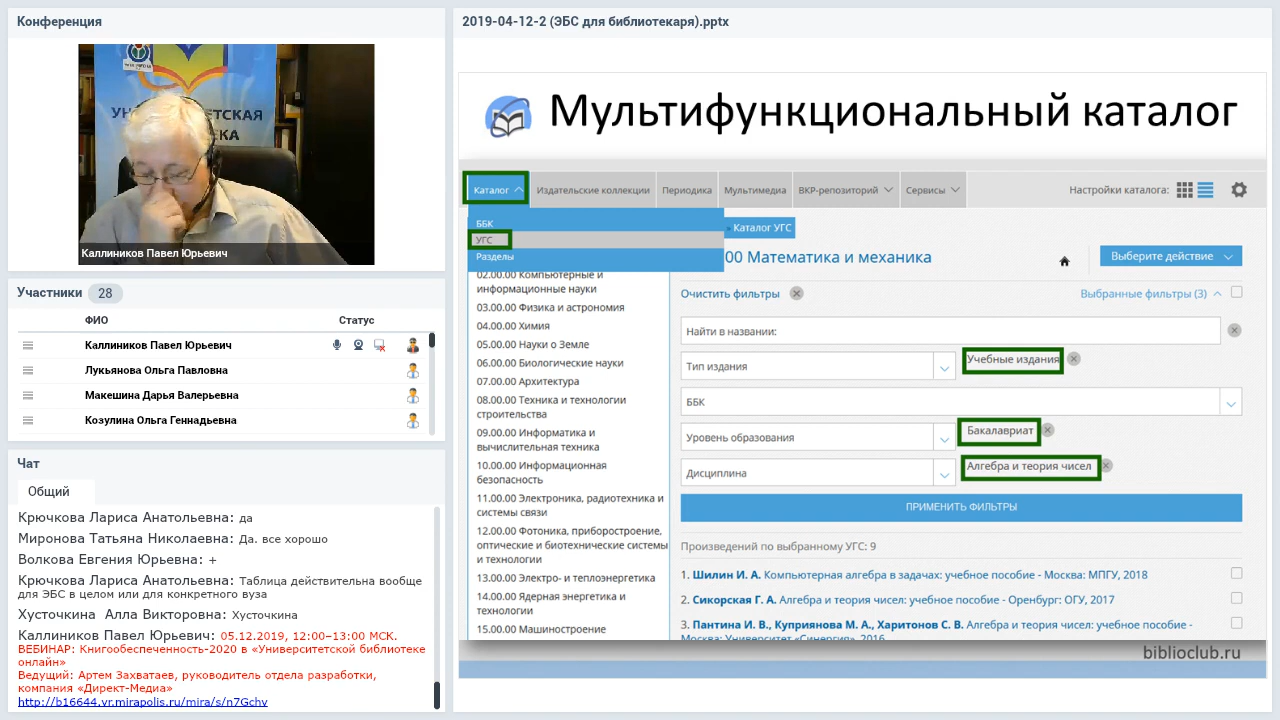 Конференция
УН
ЕТСКАЯ
ЕКА
Каллиников Павел Юрьевич
Участники 28
ФИО Статус
Каллиников Павел Юрьевич
Лукьянова Ольга Павловна
Макешина Дарья Валерьевна
Козулина Ольга Геннадьевна
Чат
Общий
Крючкова Лариса Анатольевна: да
Миронова Татьяна Николаевна: Да. все хорошо
Волкова Евгения Юрьевна: +
Крючкова Лариса Анатольевна: Таблица действительна вообще
для ЭБС в целом или для конкретного вуза
Хусточкина Алла Викторовна: Хусточкина
Каллиников Павел Юрьевич: 05.12.2019, 12:00–13:00 МСК.
ВЕБИНАР: Книгообеспеченность-2020 в «Университетской библиотеке
онлайн»
Ведущий: Артем Захватаев, руководитель отдела разработки,
компания «Директ-Медиа»
http://b16644.vr.mirapolis.ru/mira/s/n7Gchv
2019-04-12-2 (ЭБС для библиотекаря).pptx
Мультифункциональный каталог
Каталог Издательские коллекции Периодика Мультимедиа ВКР-репозиторий Сервисы Настройки каталога:
ББК
УГС
Разделы
» Каталог УГС
00 Математика и механика
Выберите действие
02.00.00 Компьютерные и
информационные науки
03.00.00 Физика и астрономия
04.00.00 Химия
05.00.00 Науки о Земле
06.00.00 Биологические науки
07.00.00 Архитектура
08.00.00 Техника и технологии
строительства
09.00.00 Информатика и
вычислительная техника
10.00.00 Информационная
безопасность
11.00.00 Электроника, радиотехника и
системы связи
12.00.00 Фотоника, приборостроение,
оптические и биотехнические системы
и технологии
13.00.00 Электро- и теплоэнергетика
14.00.00 Ядерная энергетика и
технологии
15.00.00 Машиностроение
Очистить фильтры Выбранные фильтры (3)
Найти в названии:
Тип издания Учебные издания
ББК
Уровень образования Бакалавриат
Дисциплина Алгебра и теория чисел
ПРИМЕНИТЬ ФИЛЬТРЫ
Произведений по выбранному УГС: 9
1. Шилин И. А. Компьютерная алгебра в задачах: учебное пособие - Москва: МПГУ, 2018
2. Сикорская Г. А. Алгебра и теория чисел: учебное пособие - Оренбург: ОГУ, 2017
3. Пантина И. В., Куприянова М. А., Харитонов С. В. Алгебра и теория чисел: учебное пособие -
Москва: Университет «Синергия», 2016
biblioclub.ru